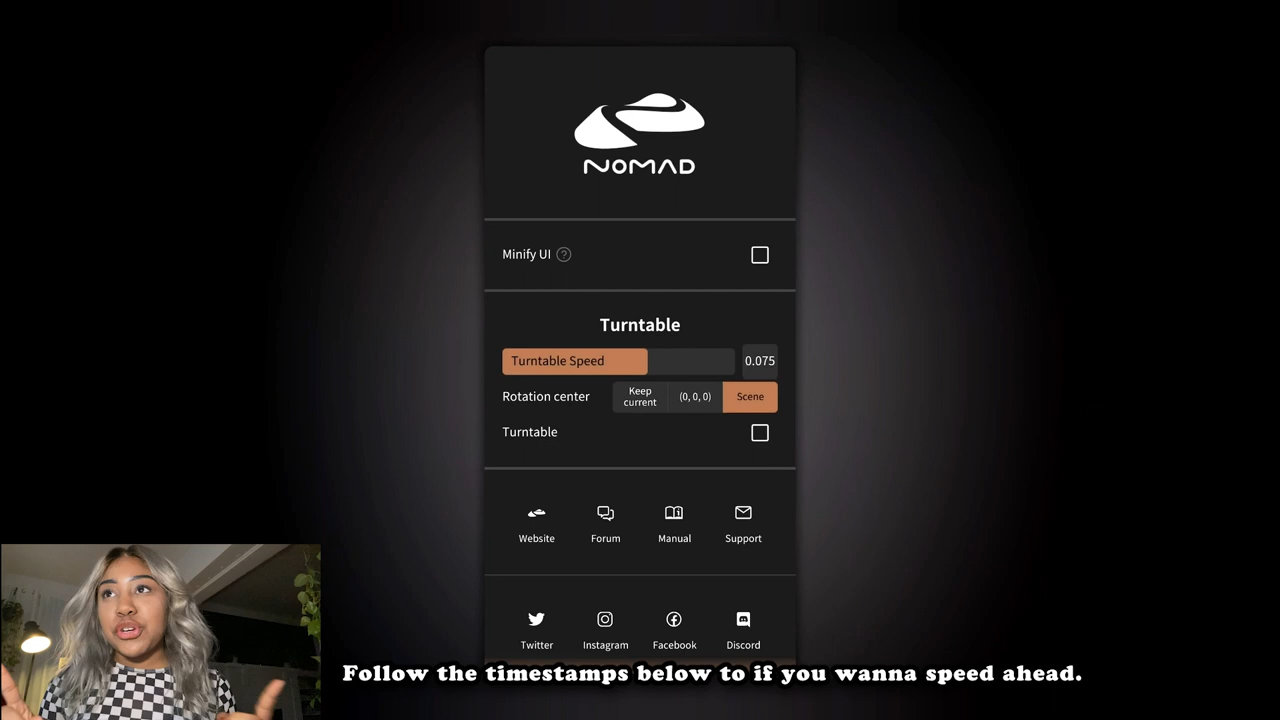 NOMAD
Minify UI ?
Turntable
Turntable Speed 0.075
Rotation center Keep current (0, 0, 0) Scene
Turntable
Website Forum Manual Support
Twitter Instagram Facebook Discord
Follow the timestamps below to if you wanna speed ahead.